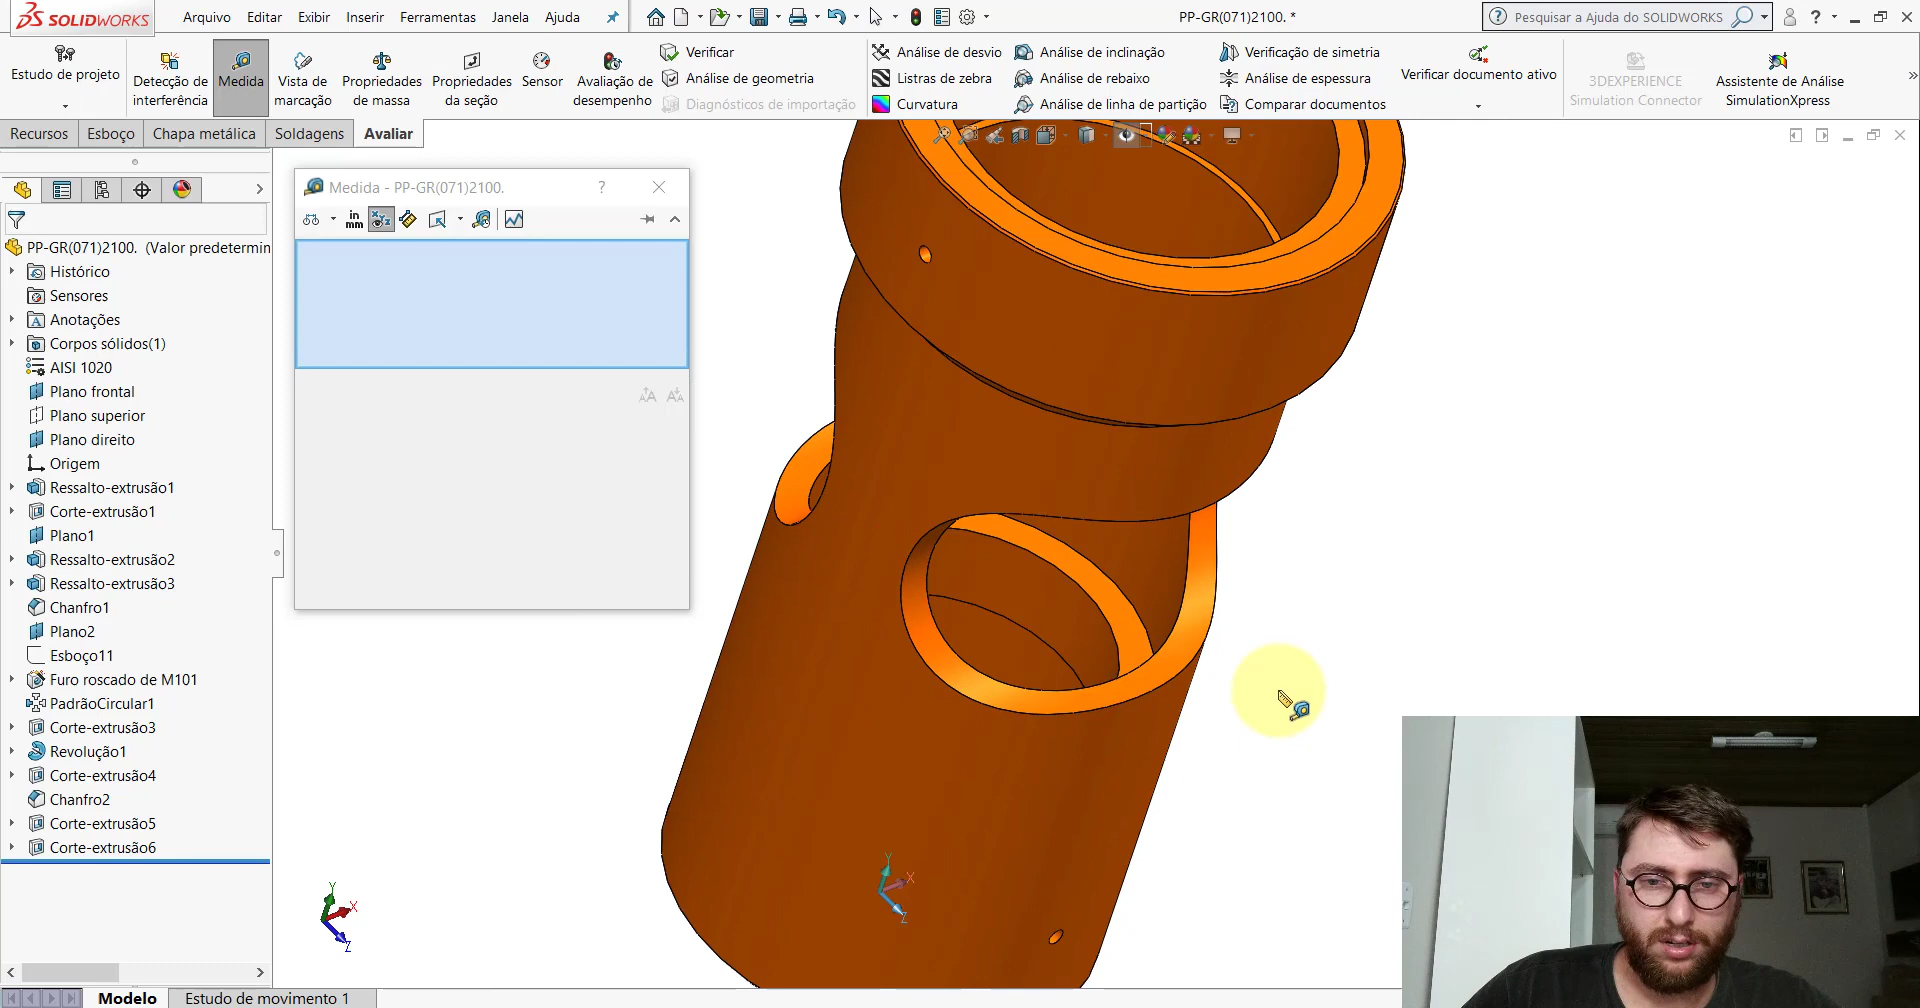 SOLIDWORKS
Arquivo Editar Exibir Inserir Ferramentas Janela Ajuda
PP-GR(071)2100. *
Pesquisar a Ajuda do SOLIDWORKS
Estudo de projeto
Detecção de interferência
Medida
Vista de marcação
Propriedades de massa
Propriedades da seção
Sensor
Avaliação de desempenho
Verificar
Análise de geometria
Diagnósticos de importação
Análise de desvio
Listras de zebra
Curvatura
Análise de inclinação
Análise de rebaixo
Análise de linha de partição
Verificação de simetria
Análise de espessura
Comparar documentos
Verificar documento ativo
3DEXPERIENCE
Simulation Connector
Assistente de Análise
SimulationXpress
Recursos Esboço Chapa metálica Soldagens Avaliar
Medida - PP-GR(071)2100.
?
in
mm
PP-GR(071)2100. (Valor predetermin
Histórico
Sensores
Anotações
Corpos sólidos(1)
AISI 1020
Plano frontal
Plano superior
Plano direito
Origem
Ressalto-extrusão1
Corte-extrusão1
Plano1
Ressalto-extrusão2
Ressalto-extrusão3
Chanfro1
Plano2
Esboço11
Furo roscado de M101
PadrãoCircular1
Corte-extrusão3
Revolução1
Corte-extrusão4
Chanfro2
Corte-extrusão5
Corte-extrusão6
Y
X
Z
Y
X
Z
Modelo Estudo de movimento 1